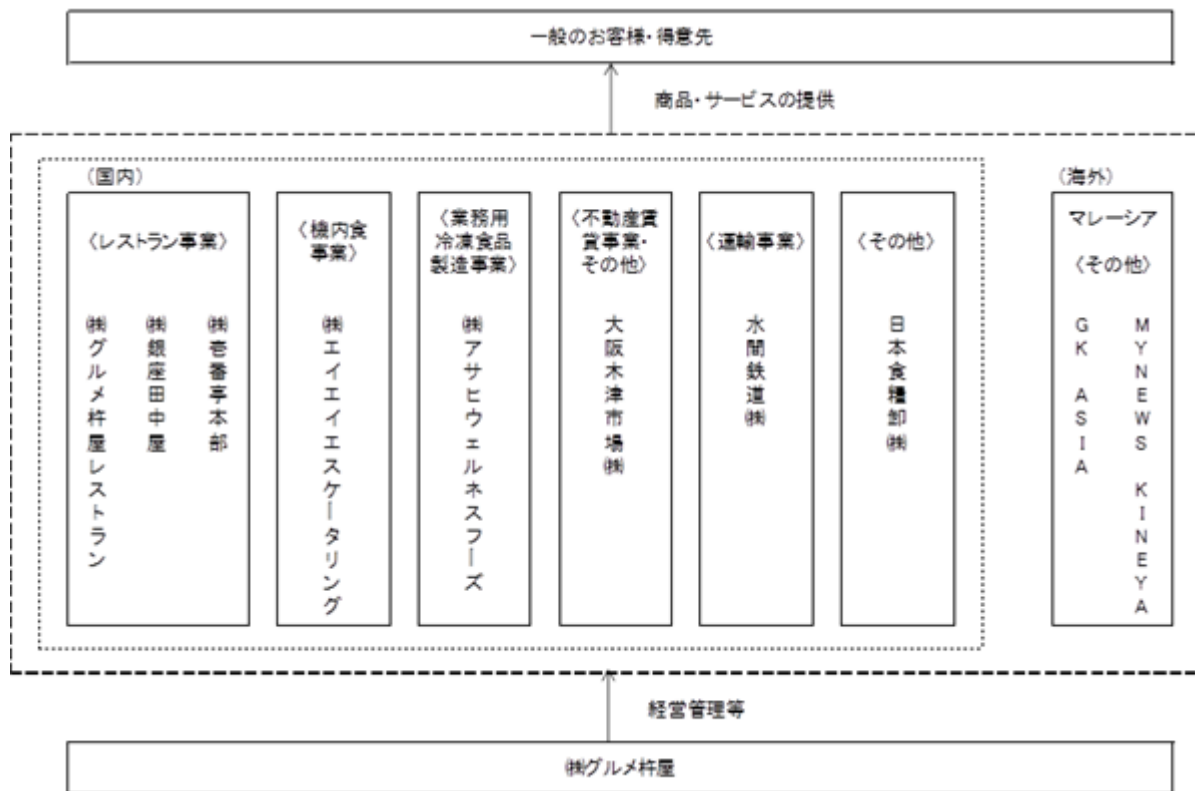 一般のお客様・得意先
商品・サービスの提供
（国内）
〈レストラン事業〉
㈱グルメ杵屋レストラン
㈱銀座田中屋
㈱壱番亭本部
〈機内食
事業〉
㈱エイエイエスケータリング
〈業務用
冷凍食品
製造事業〉
㈱アサヒウェルネスフーズ
〈不動産賃
貸事業・
その他〉
大阪木津市場㈱
〈運輸事業〉
水間鉄道㈱
〈その他〉
日本食糧卸㈱
（海外）
マレーシア
〈その他〉
GK ASIA
MYNEWS KINEYA
経営管理等
㈱グルメ杵屋